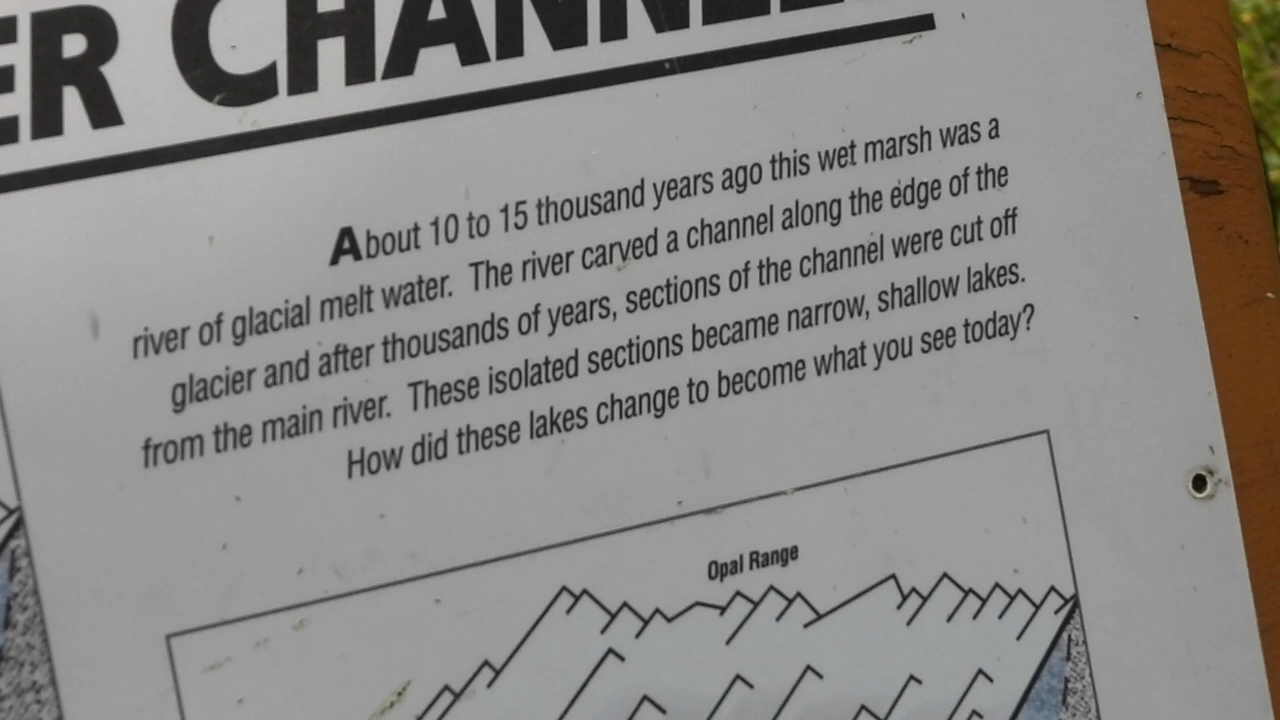 CHANNEL
About 10 to 15 thousand years ago this wet marsh was a
river of glacial melt water. The river carved a channel along the edge of the
glacier and after thousands of years, sections of the channel were cut off
from the main river. These isolated sections became narrow, shallow lakes.
How did these lakes change to become what you see today?
Opal Range